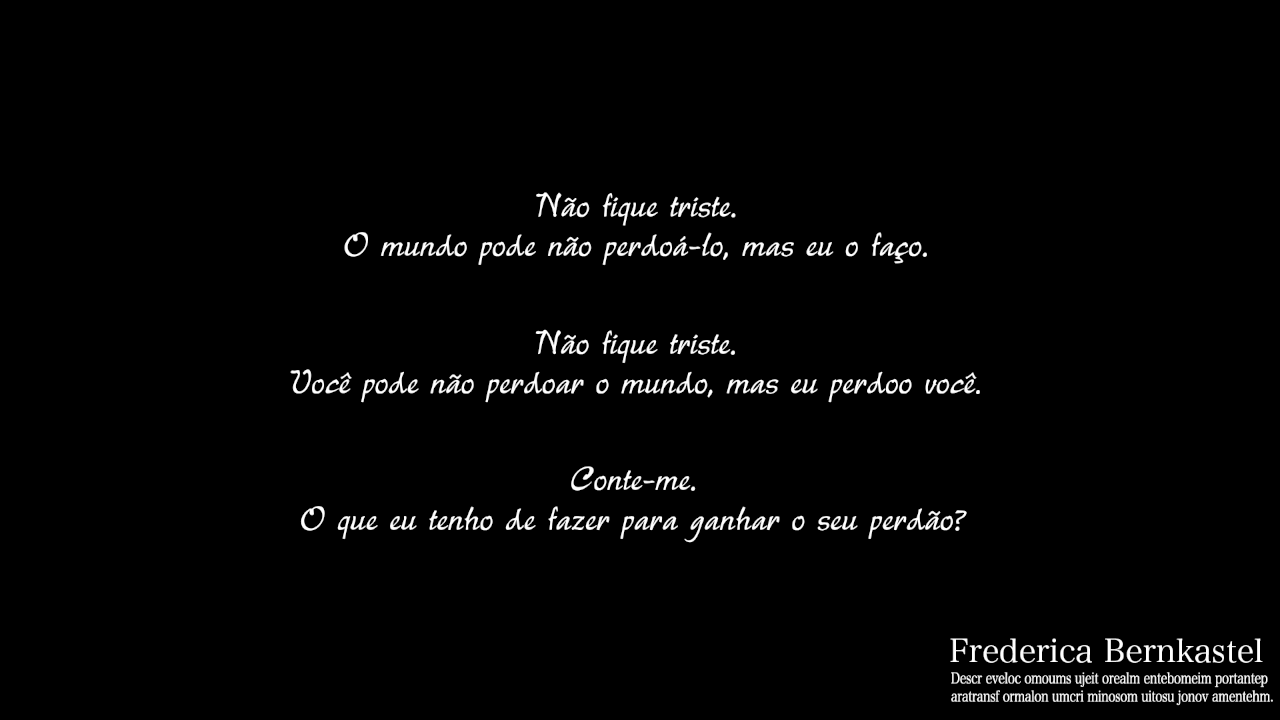 Não fique triste.
O mundo pode não perdoá-lo, mas eu o faço.
Não fique triste.
Você pode não perdoar o mundo, mas eu perdoo você.
Conte-me.
O que eu tenho de fazer para ganhar o seu perdão?
Frederica Bernkastel
Descr eveloc omoums ujeit orealm entebomeim portantep
aratransf ormalon umcri minosom uitosu jonov amentehm.